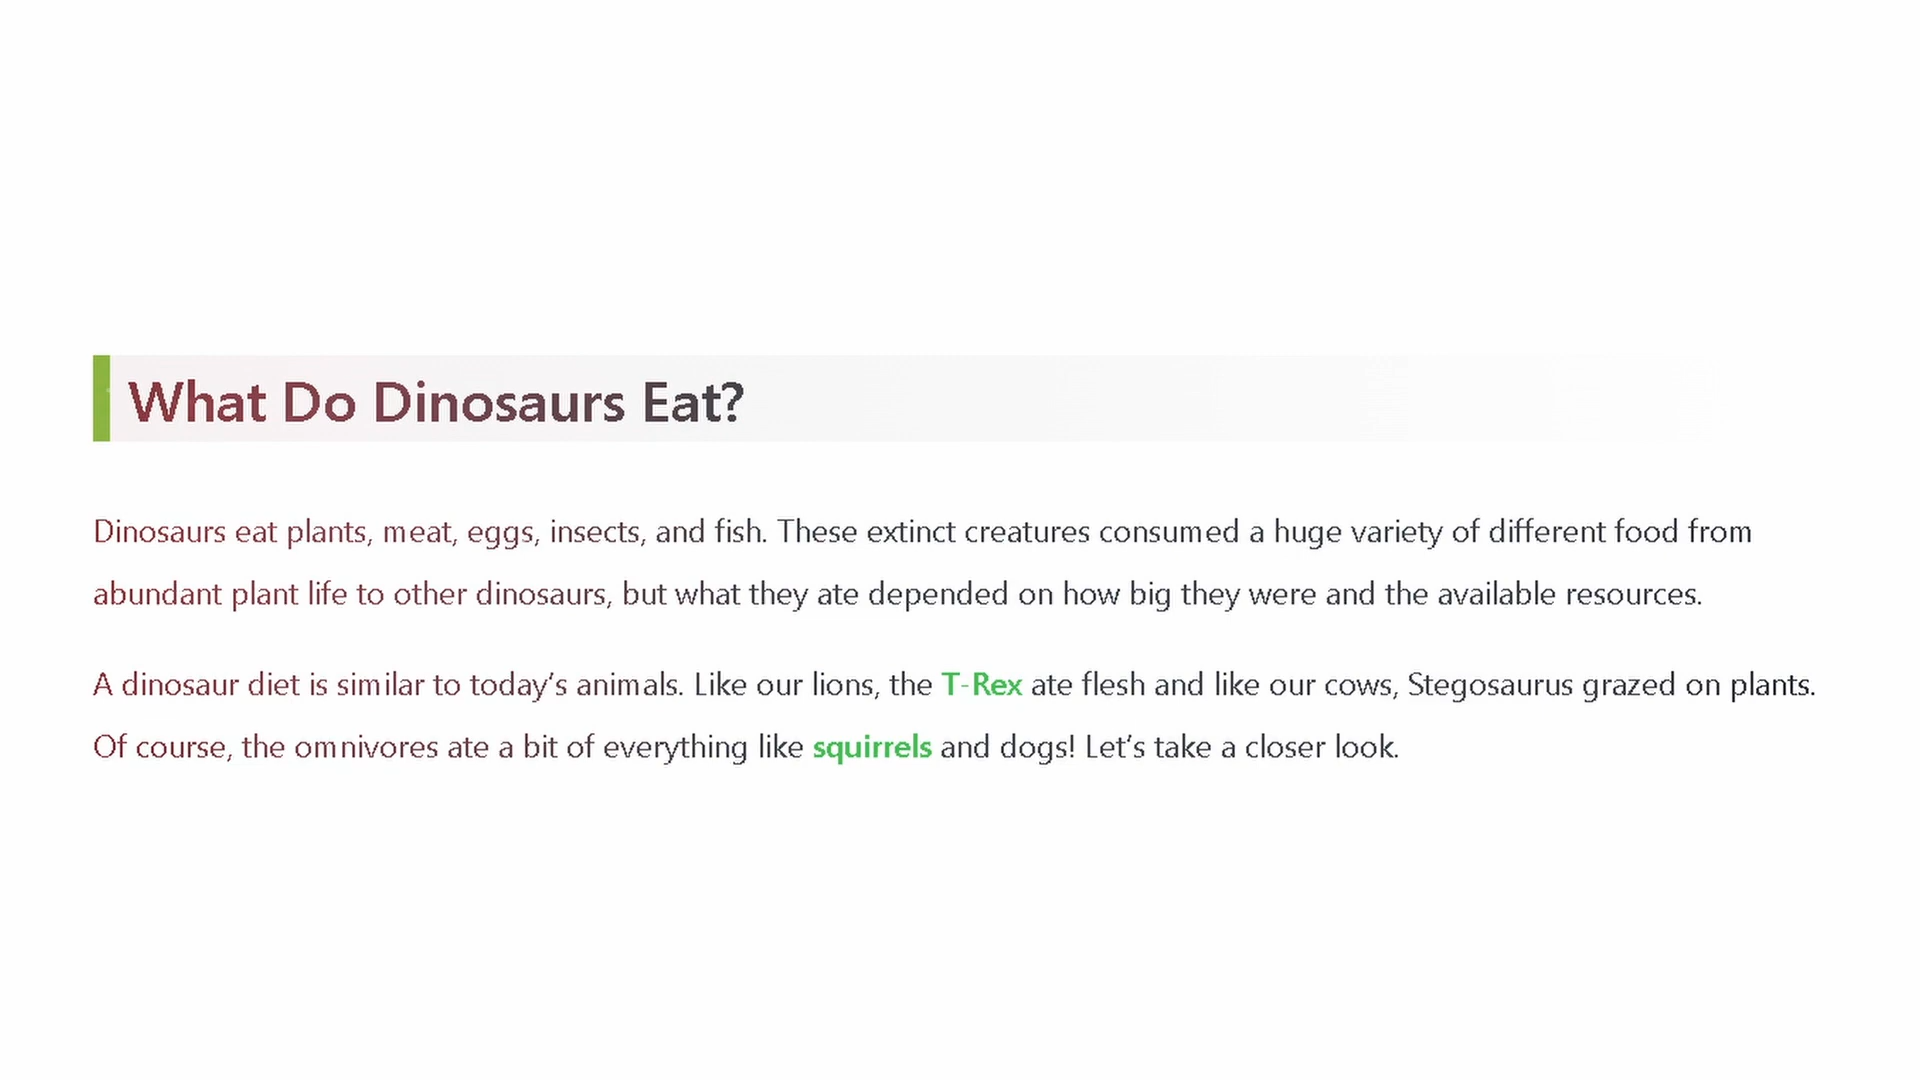 What Do Dinosaurs Eat?
Dinosaurs eat plants, meat, eggs, insects, and fish. These extinct creatures consumed a huge variety of different food from
abundant plant life to other dinosaurs, but what they ate depended on how big they were and the available resources.
A dinosaur diet is similar to today’s animals. Like our lions, the T-Rex ate flesh and like our cows, Stegosaurus grazed on plants.
Of course, the omnivores ate a bit of everything like squirrels and dogs! Let’s take a closer look.